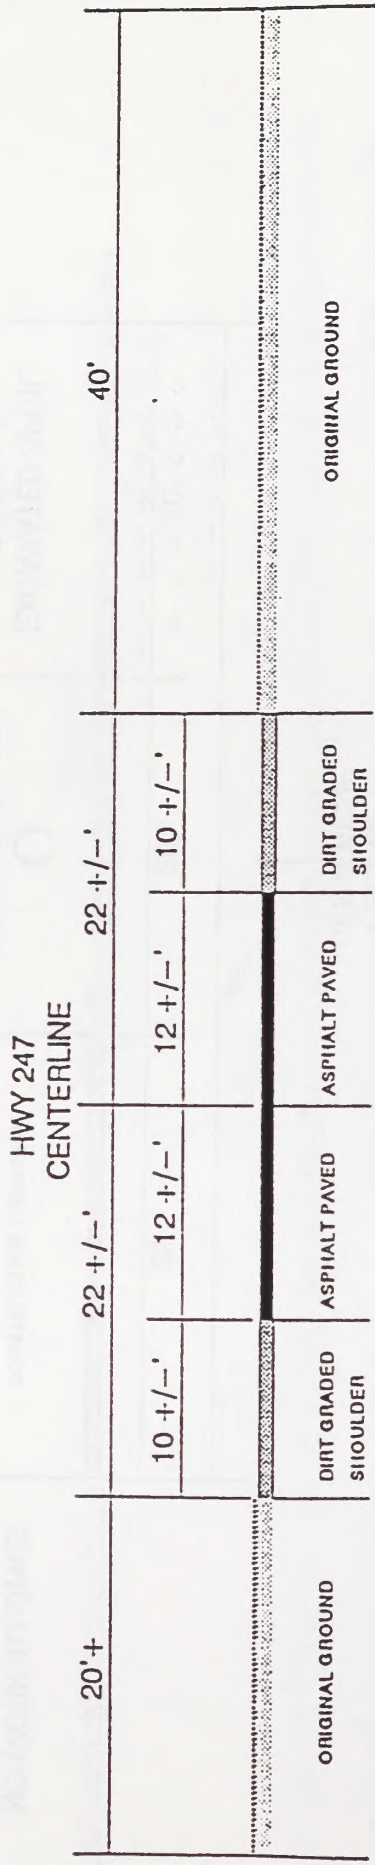 HWY 247
CENTERLINE
20'+
22 +/–'
22 +/–'
40'
10 +/–'
12 +/–'
12 +/–'
10 +/–'
ORIGINAL GROUND
DIRT GRADED
SHOULDER
ASPHALT PAVED
ASPHALT PAVED
DIRT GRADED
SHOULDER
ORIGINAL GROUND